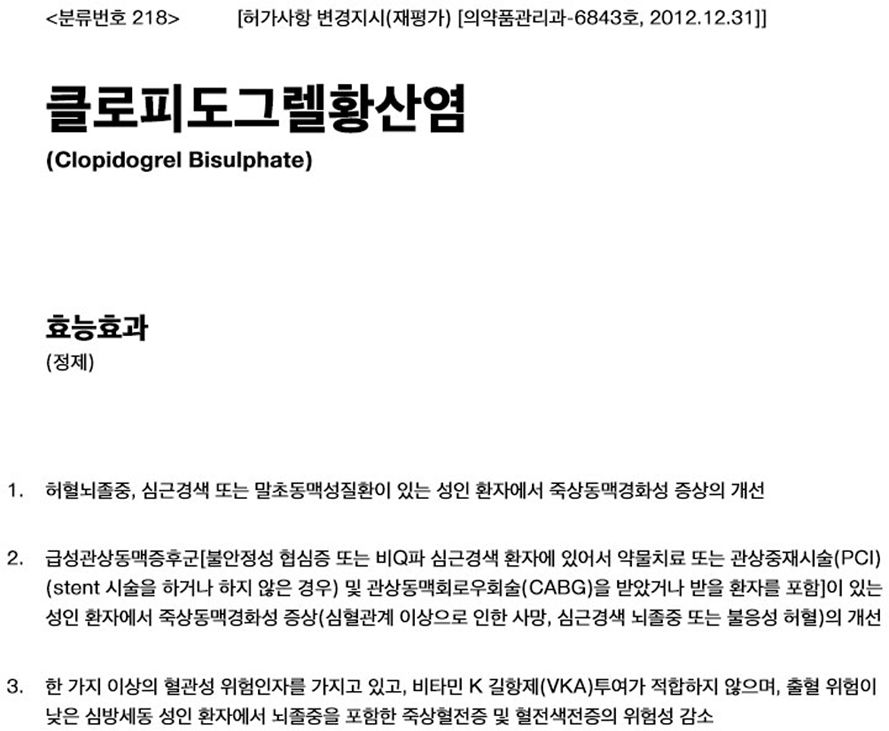 <분류번호 218> [허가사항 변경지시(재평가) [의약품관리과-6843호, 2012.12.31]]
클로피도그렐황산염
(Clopidogrel Bisulphate)
효능효과
(정제)
1. 허혈뇌졸중, 심근경색 또는 말초동맥성질환이 있는 성인 환자에서 죽상동맥경화성 증상의 개선
2. 급성관상동맥증후군[불안정성 협심증 또는 비Q파 심근경색 환자에 있어서 약물치료 또는 관상중재시술(PCI)
(stent 시술을 하거나 하지 않은 경우) 및 관상동맥회로우회술(CABG)을 받았거나 받을 환자를 포함]이 있는
성인 환자에서 죽상동맥경화성 증상(심혈관계 이상으로 인한 사망, 심근경색 뇌졸중 또는 불응성 허혈)의 개선
3. 한 가지 이상의 혈관성 위험인자를 가지고 있고, 비타민 K 길항제(VKA)투여가 적합하지 않으며, 출혈 위험이
낮은 심방세동 성인 환자에서 뇌졸중을 포함한 죽상혈전증 및 혈전색전증의 위험성 감소